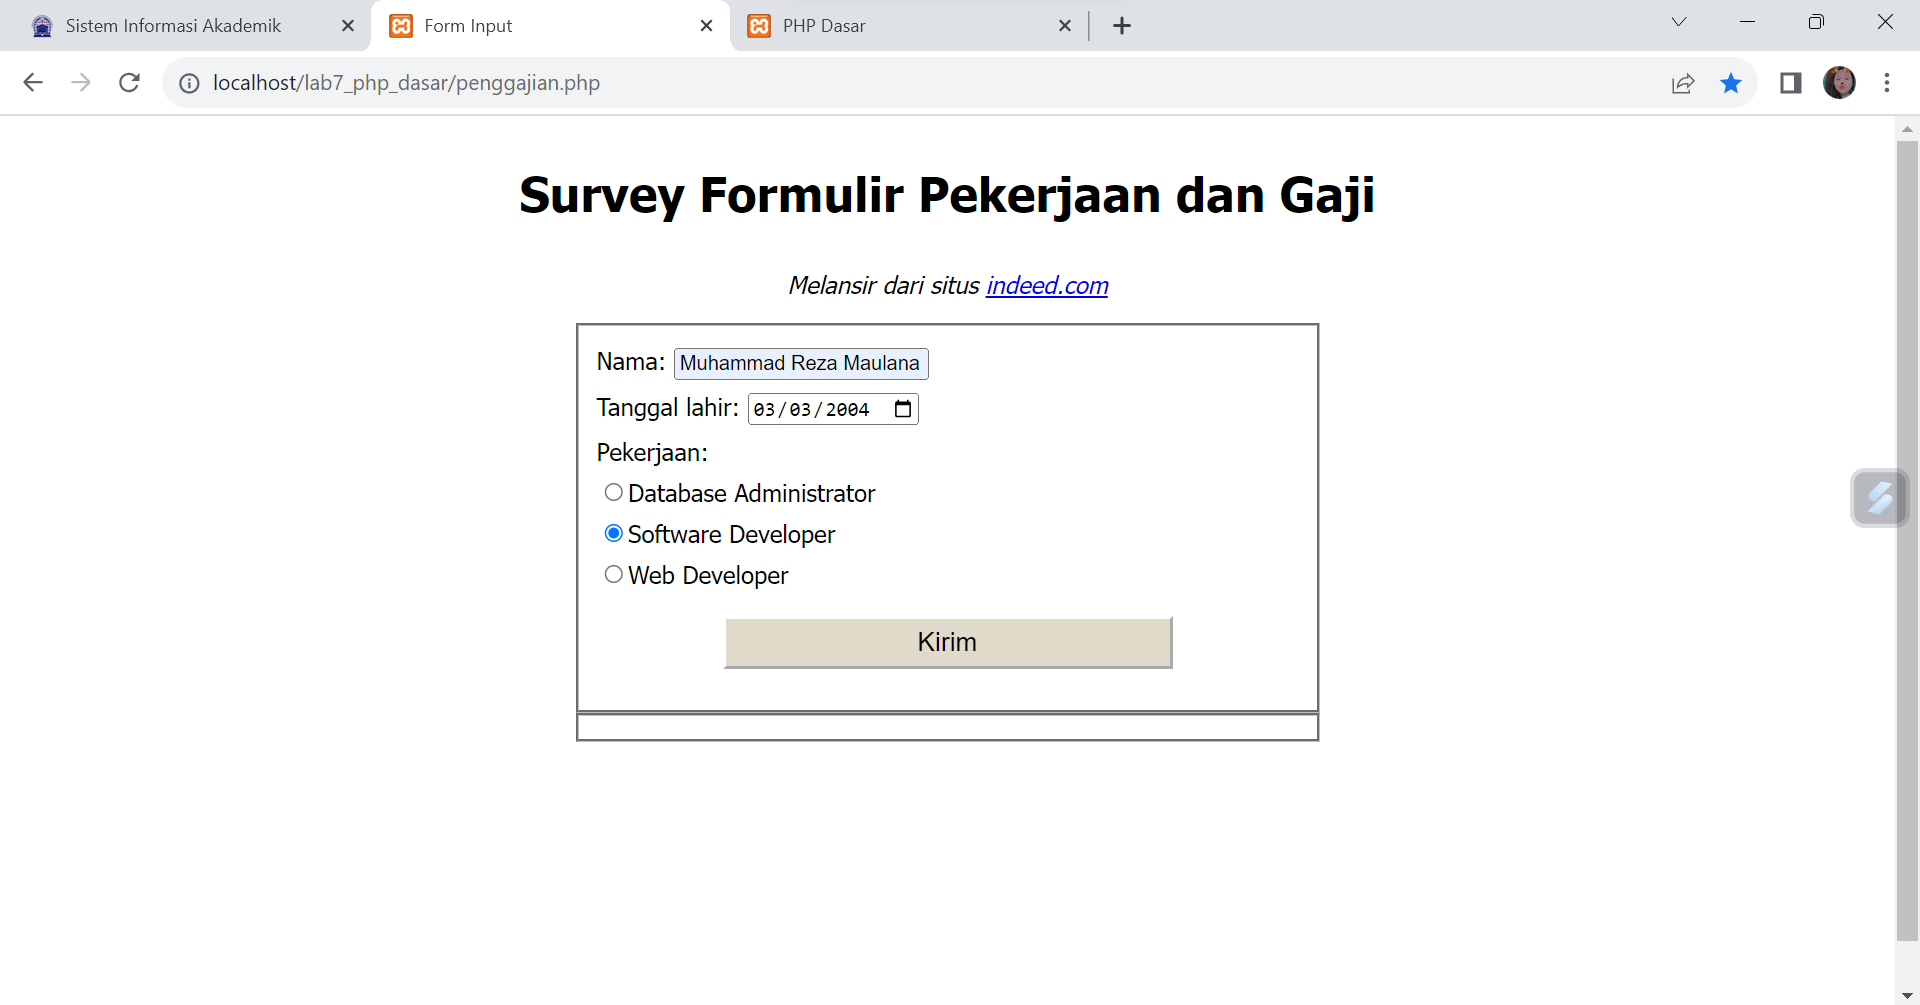 Sistem Informasi Akademik
Form Input
PHP Dasar
localhost/lab7_php_dasar/penggajian.php
Survey Formulir Pekerjaan dan Gaji
Melansir dari situs indeed.com
Nama: Muhammad Reza Maulana
Tanggal lahir: 03/03/2004
Pekerjaan:
Database Administrator
Software Developer
Web Developer
Kirim